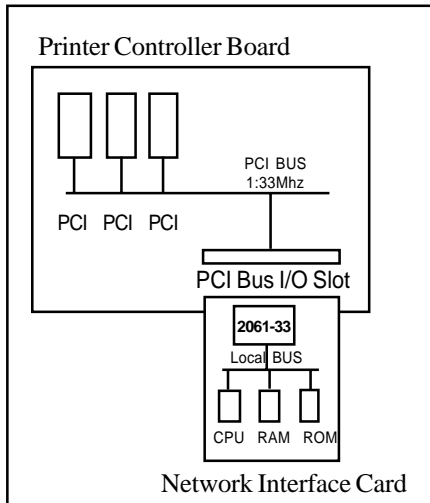 Printer Controller Board
PCI BUS
1:33Mhz
PCI PCI PCI
PCI Bus I/O Slot
2061-33
Local BUS
CPU RAM ROM
Network Interface Card